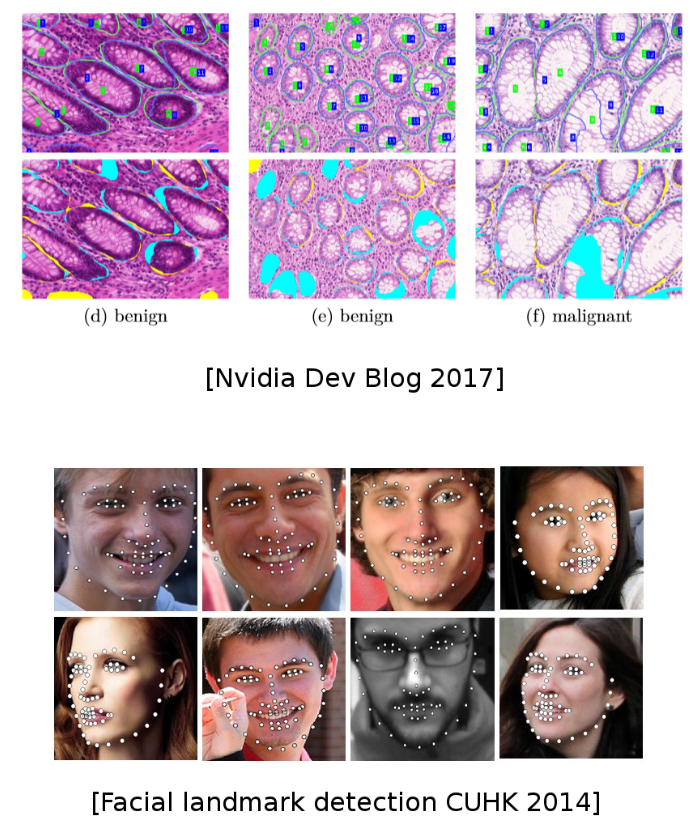 (d) benign
(e) benign
(f) malignant
[Nvidia Dev Blog 2017]
[Facial landmark detection CUHK 2014]